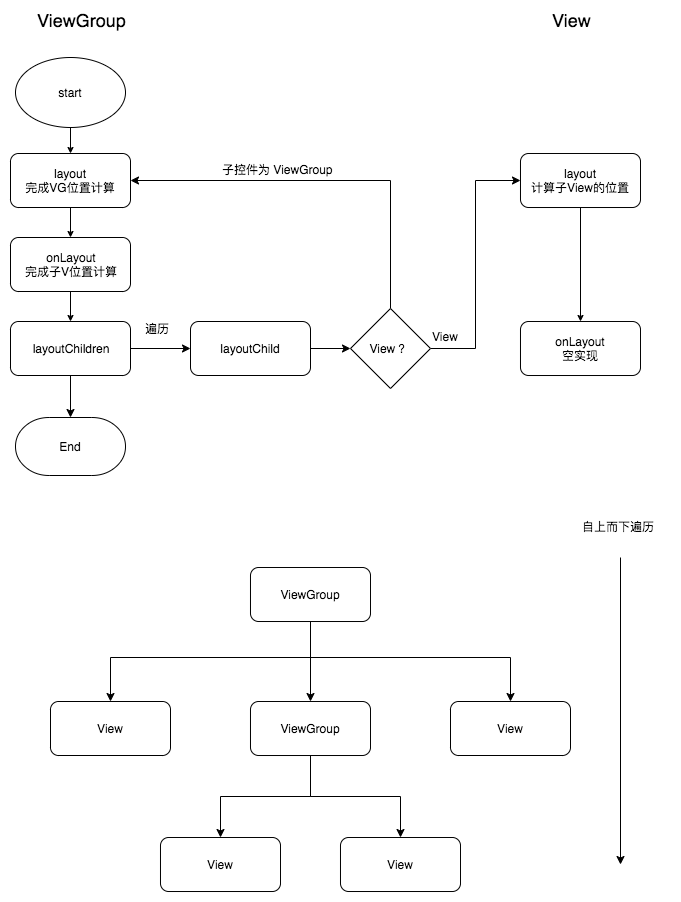 ViewGroup
View
start
layout
完成VG位置计算
子控件为 ViewGroup
layout
计算子View的位置
onLayout
完成子V位置计算
layoutChildren
遍历
layoutChild
View ?
View
onLayout
空实现
End
自上而下遍历
ViewGroup
View
ViewGroup
View
View
View